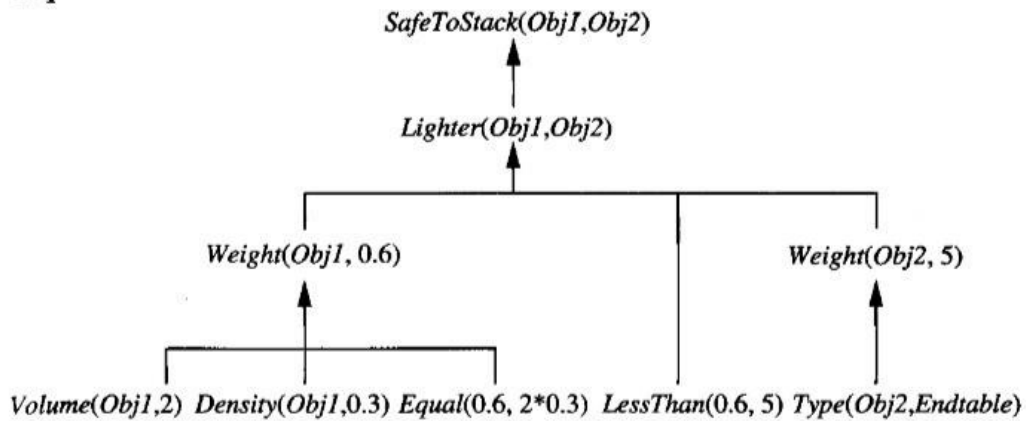 SafeToStack(Obj1,Obj2)
Lighter(Obj1,Obj2)
Weight(Obj1, 0.6) Weight(Obj2, 5)
Volume(Obj1,2) Density(Obj1,0.3) Equal(0.6, 2*0.3) LessThan(0.6, 5) Type(Obj2,Endtable)